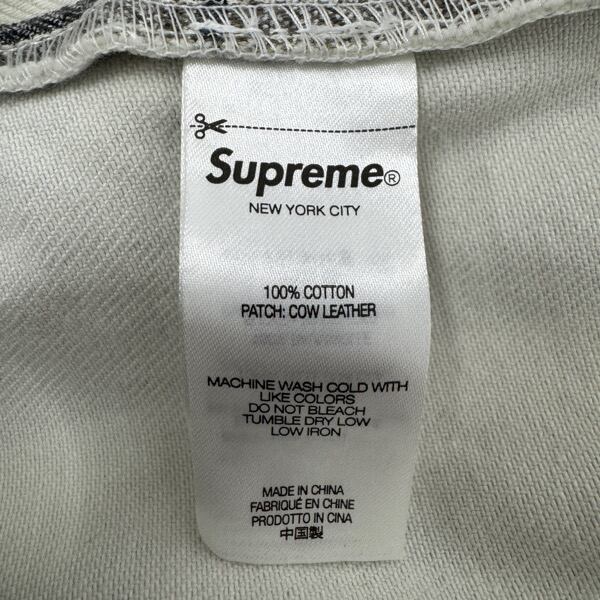 Supreme®
NEW YORK CITY
100% COTTON
PATCH: COW LEATHER
MACHINE WASH COLD WITH
LIKE COLORS
DO NOT BLEACH
TUMBLE DRY LOW
LOW IRON
MADE IN CHINA
FABRIQUÉ EN CHINE
PRODOTTO IN CINA
中国製